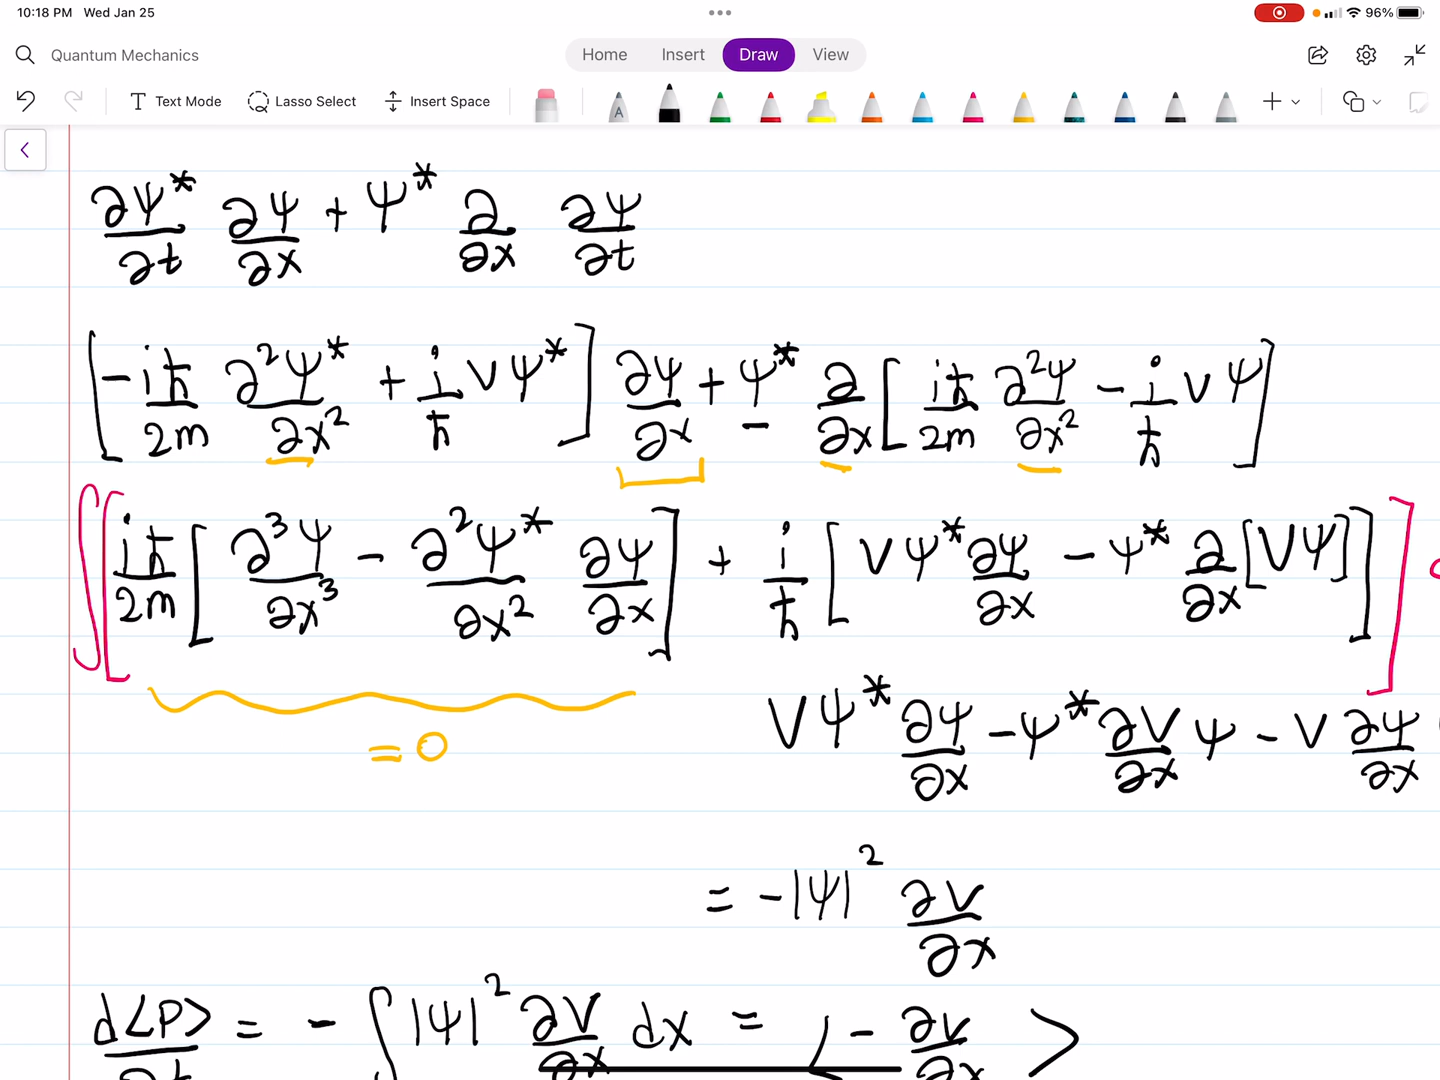 10:18 PM Wed Jan 25 96%
Quantum Mechanics Home Insert Draw View
Text Mode Lasso Select Insert Space A
∂ψ*/∂t ∂ψ/∂x + ψ* ∂/∂x ∂ψ/∂t
[-iħ/2m ∂²ψ*/∂x² + i/ħ Vψ*] ∂ψ/∂x + ψ* ∂/∂x [iħ/2m ∂²ψ/∂x² - i/ħ Vψ]
∫[iħ/2m [∂³ψ/∂x³ - ∂²ψ*/∂x² ∂ψ/∂x] + i/ħ [Vψ* ∂ψ/∂x - ψ* ∂/∂x [Vψ]]]
= 0
Vψ* ∂ψ/∂x - ψ* ∂V/∂x ψ - V ∂ψ/∂x
= -|ψ|² ∂V/∂x
d<P>/dt = - ∫ |ψ|² ∂V/∂x dx = <- ∂V/∂x>